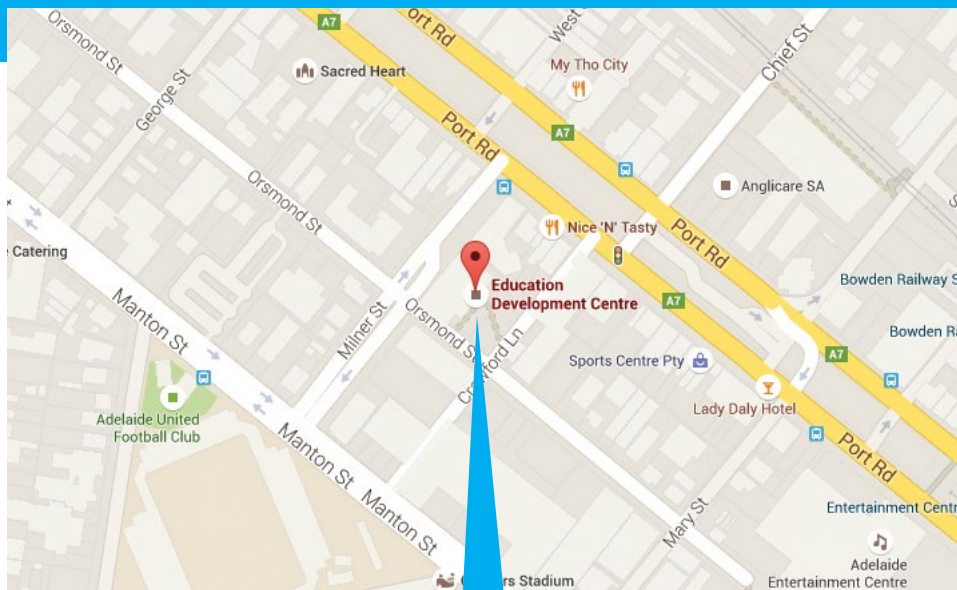 Orsmond St
A7
Port Rd
West
Chief St
My Tho City
Sacred Heart
George St
Port Rd
A7
Anglicare SA
Orsmond St
Nice 'N' Tasty
Port Rd
Catering
Education
Development Centre
Bowden Railway
A7
Manton St
Milner St
Orsmond St
Bowden
Crawford Ln
Sports Centre Pty
A7
Lady Daly Hotel
Adelaide United
Football Club
Manton St
Port Rd
Manton St
Mary St
Entertainment
Adelaide
Entertainment Centre
Stadium